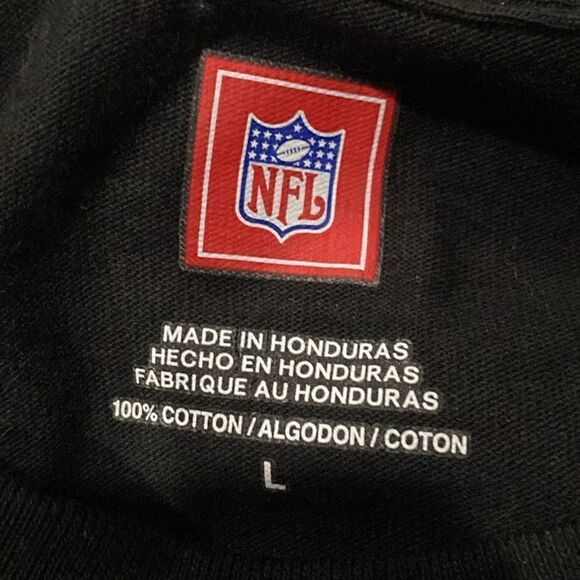 NFL
MADE IN HONDURAS
HECHO EN HONDURAS
FABRIQUE AU HONDURAS
100% COTTON / ALGODON / COTON
L